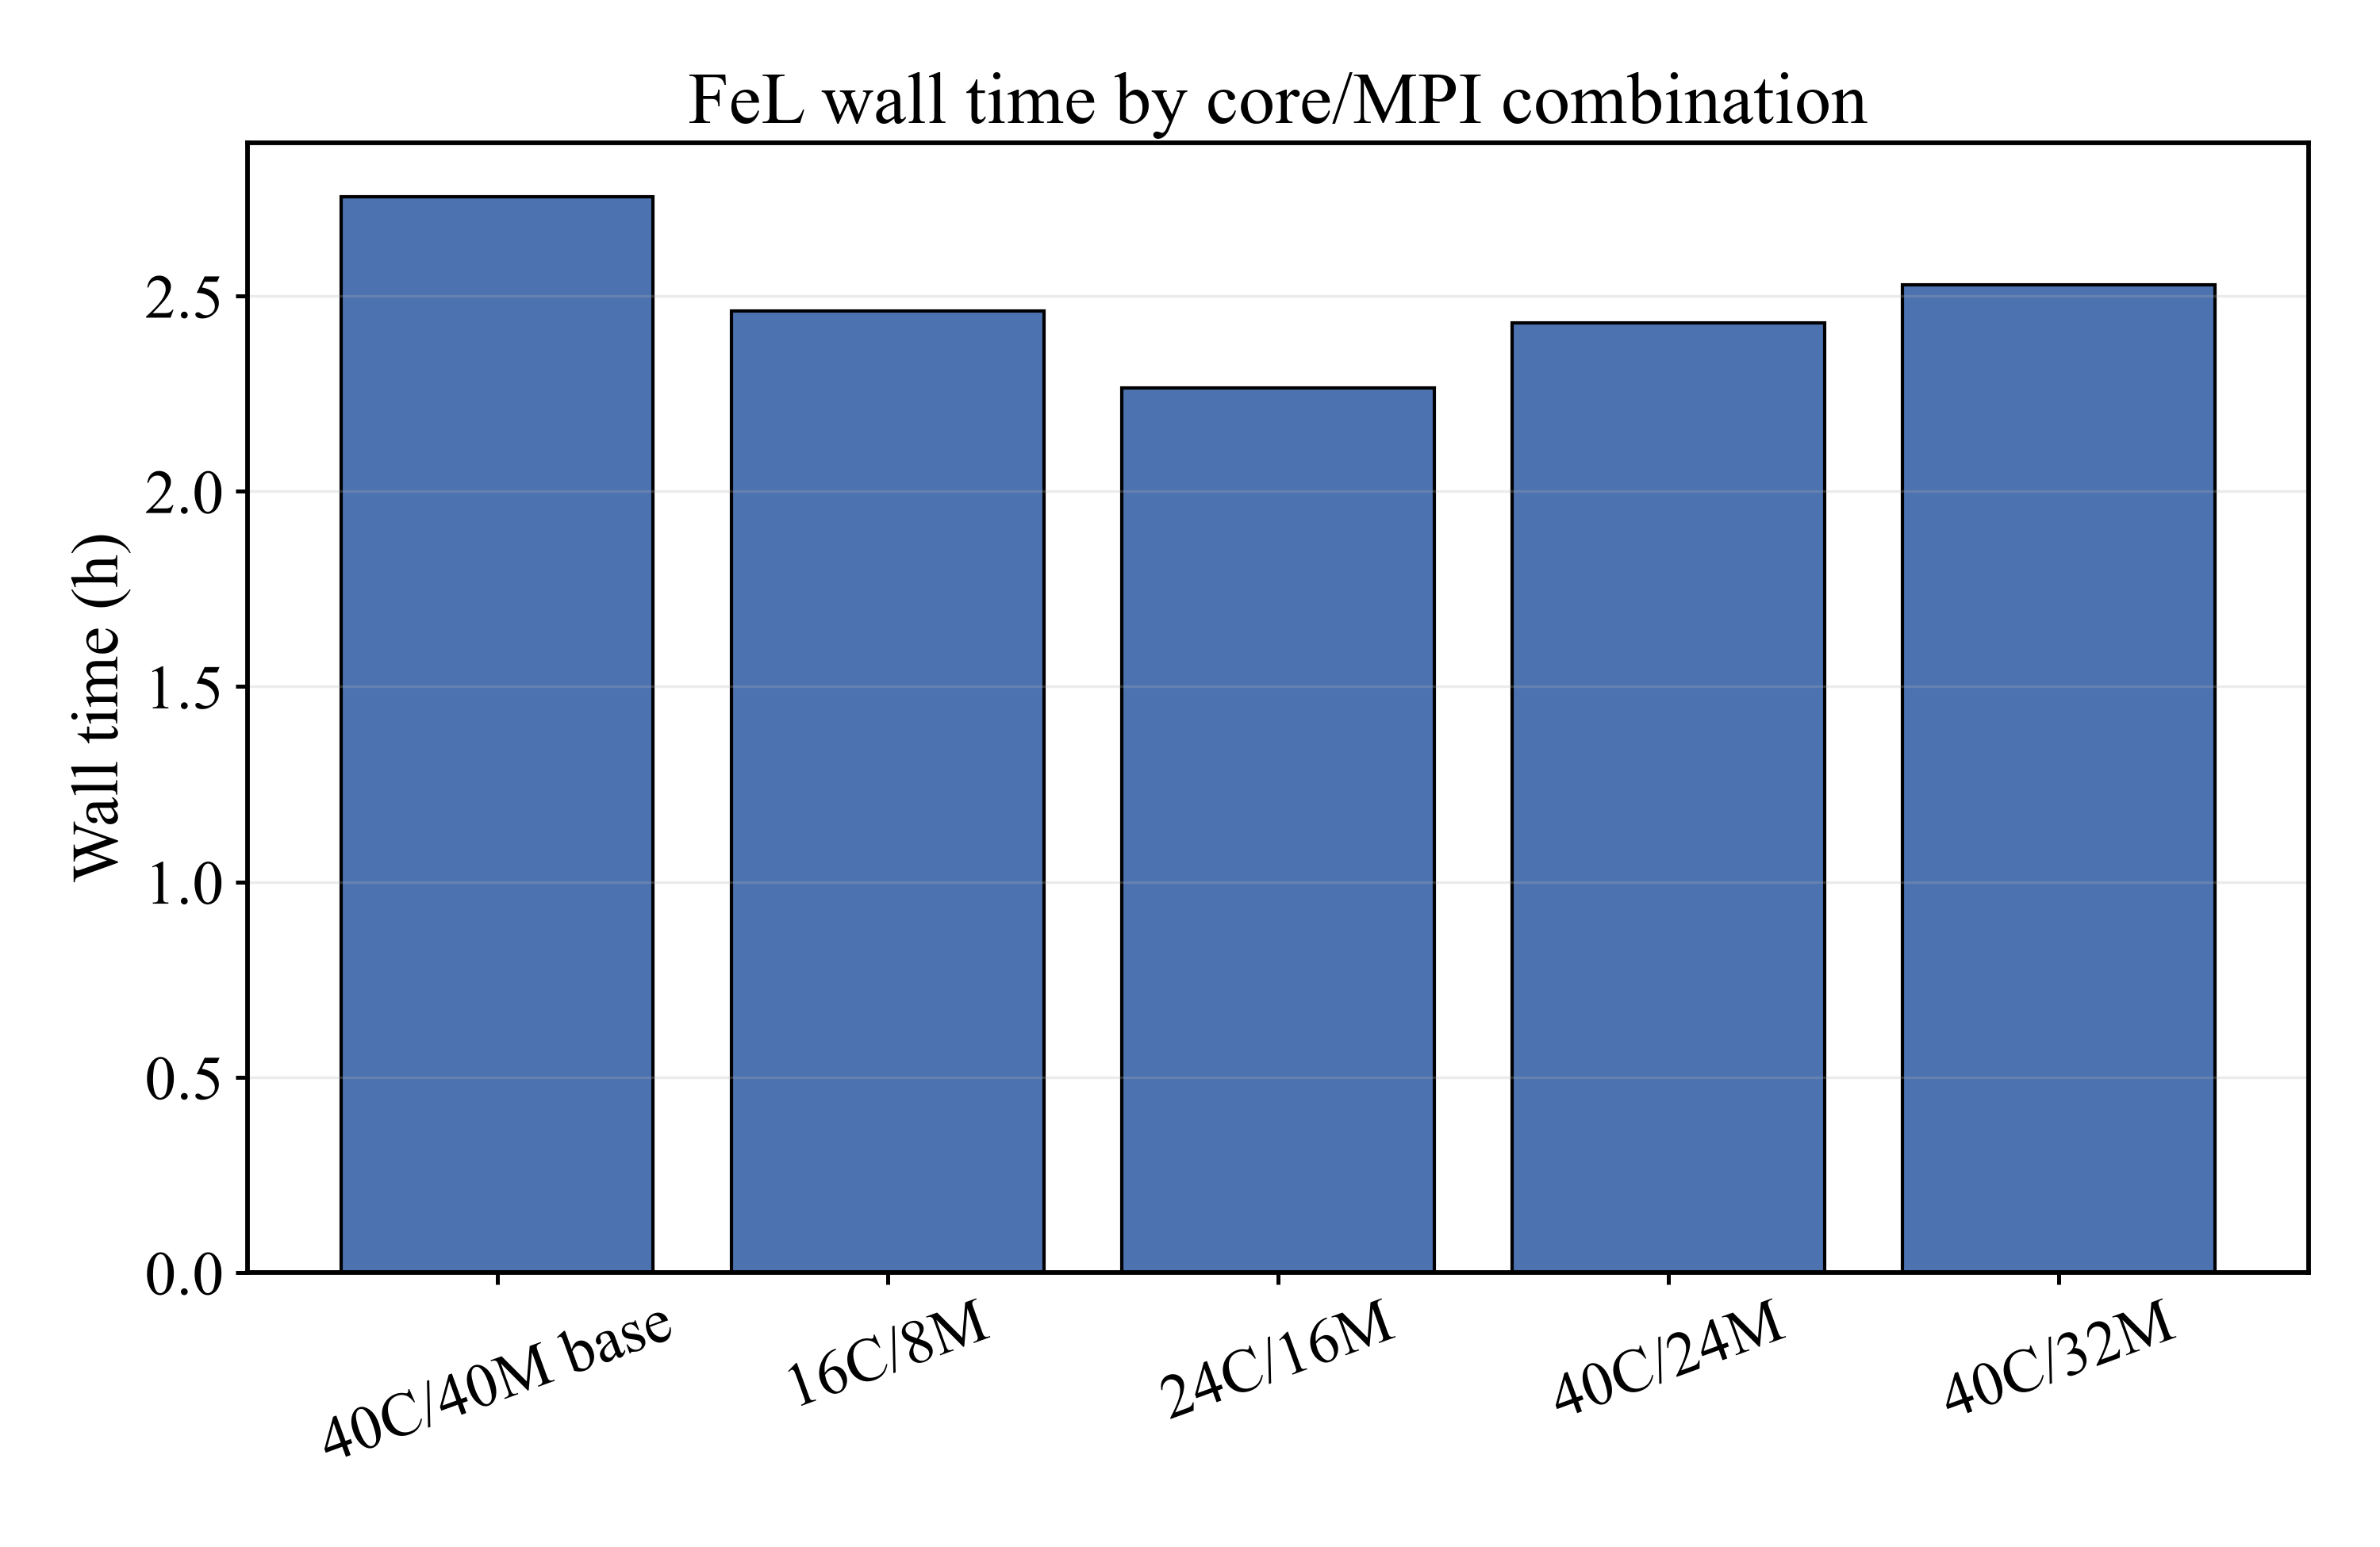 FeL wall time by core/MPI combination
Wall time (h)
2.5
2.0
1.5
1.0
0.5
0.0
40C/40M base
16C/8M
24C/16M
40C/24M
40C/32M